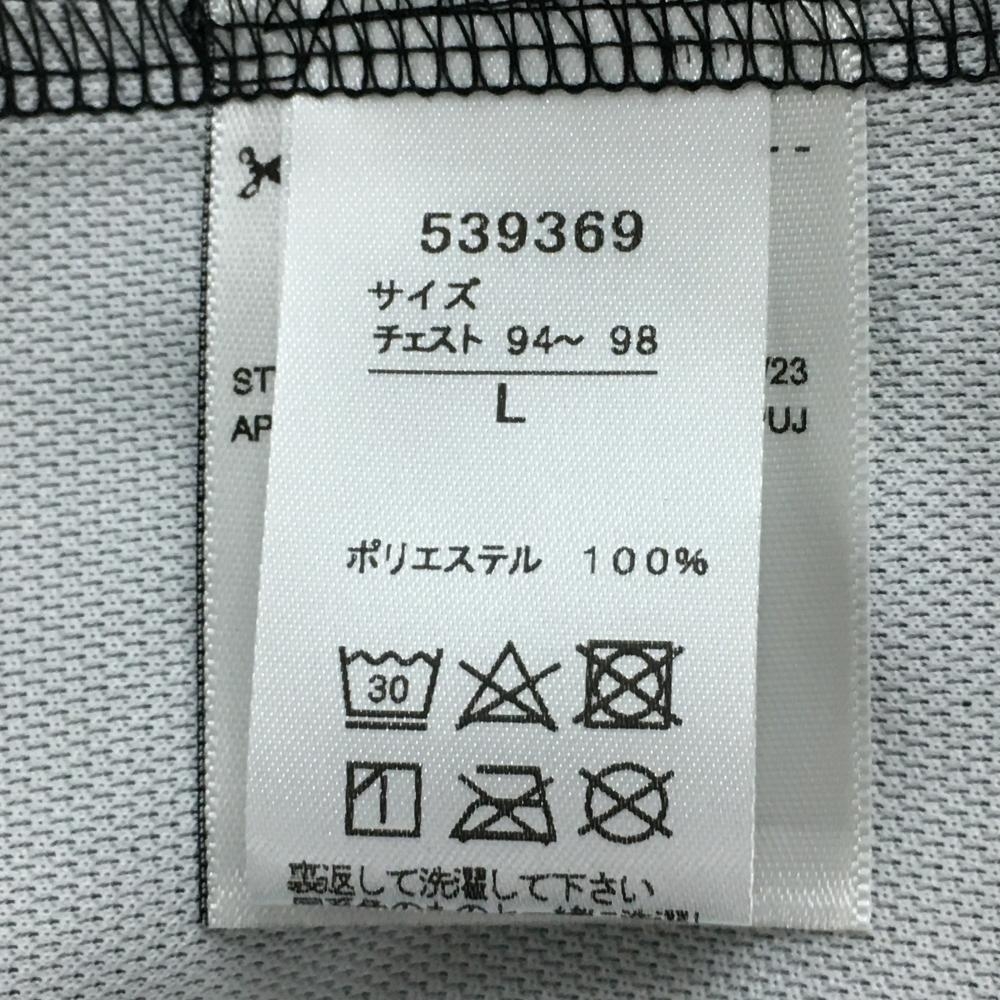 539369
サイズ
チェスト 94～ 98
L
ST
/23
AP
UJ
ポリエステル 100%
30
裏返して洗濯して下さい